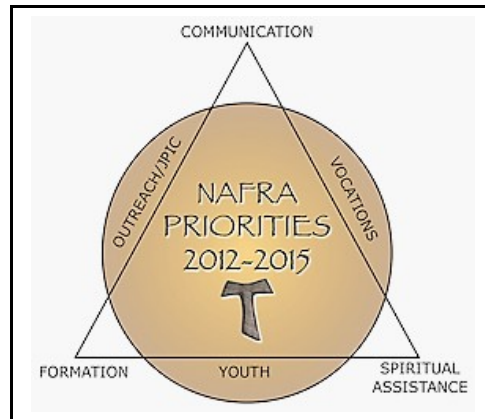 COMMUNICATION
OUTREACH/JPIC
VOCATIONS
NAFRA
PRIORITIES
2012-2015
FORMATION
YOUTH
SPIRITUAL
ASSISTANCE